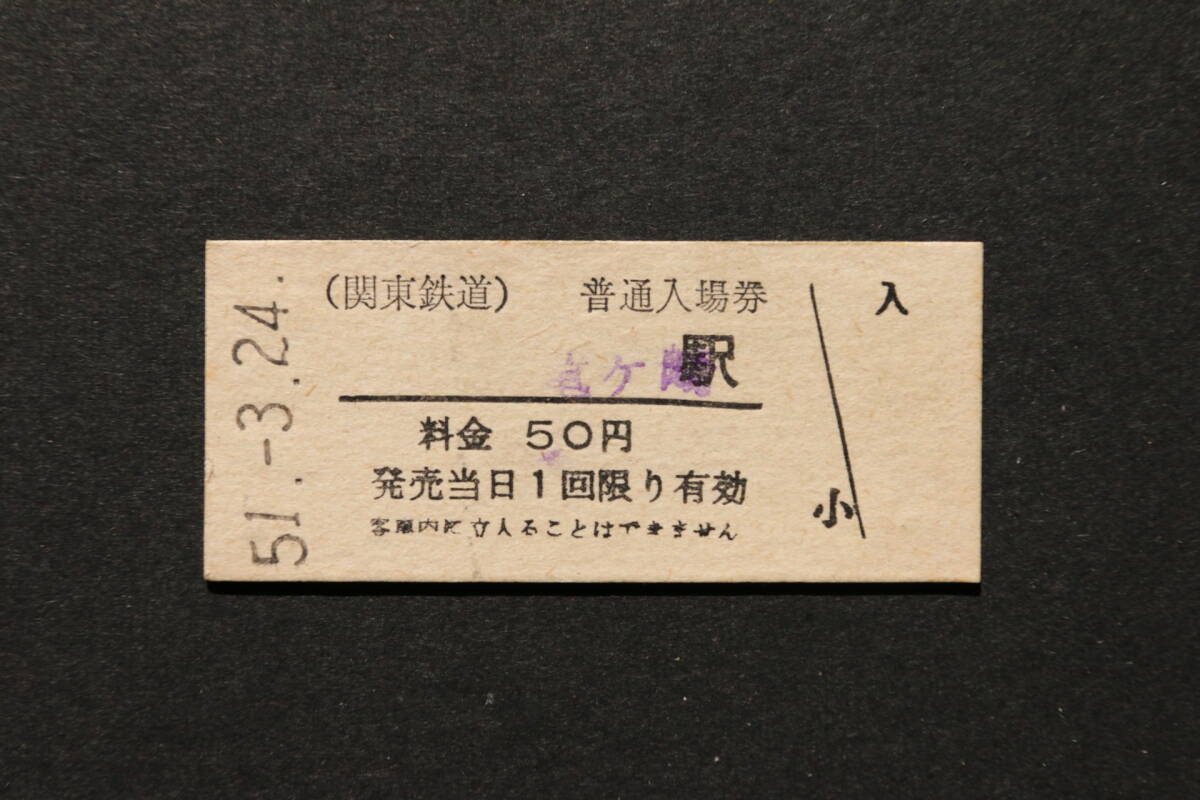 51.-3.24.
(関東鉄道) 普通入場券
ヶ 駅
料金 50円
発売当日1回限り有効
客車内に立入ることはできません
入
小